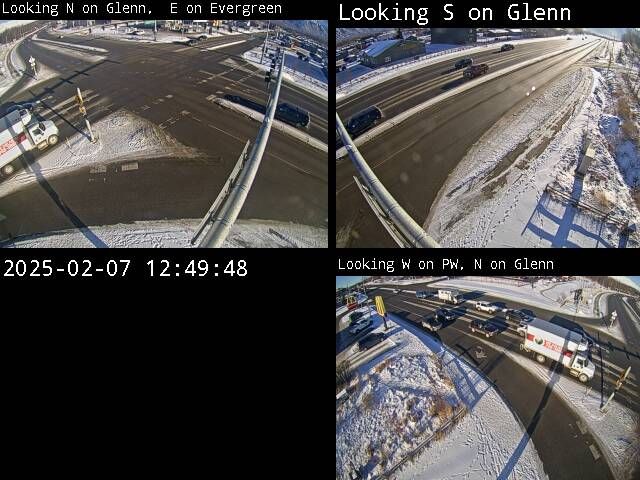 Looking N on Glenn, E on Evergreen
Looking S on Glenn
2025-02-07 12:49:48
Looking W on PW, N on Glenn